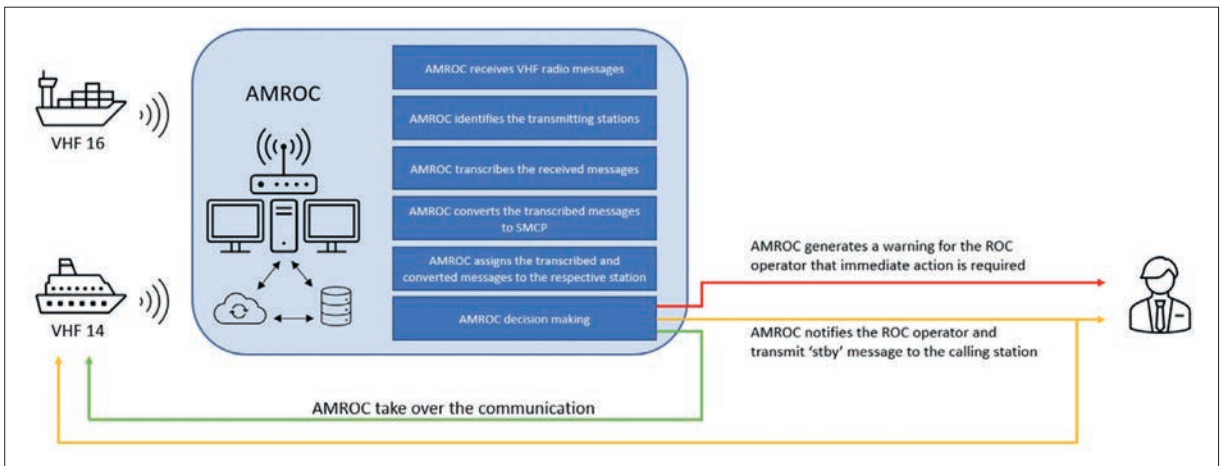 VHF 16
VHF 14
AMROC
AMROC receives VHF radio messages
AMROC identifies the transmitting stations
AMROC transcribes the received messages
AMROC converts the transcribed messages
to SMCP
AMROC assigns the transcribed and
converted messages to the respective station
AMROC decision making
AMROC generates a warning for the ROC
operator that immediate action is required
AMROC notifies the ROC operator and
transmit ‘stby’ message to the calling station
AMROC take over the communication